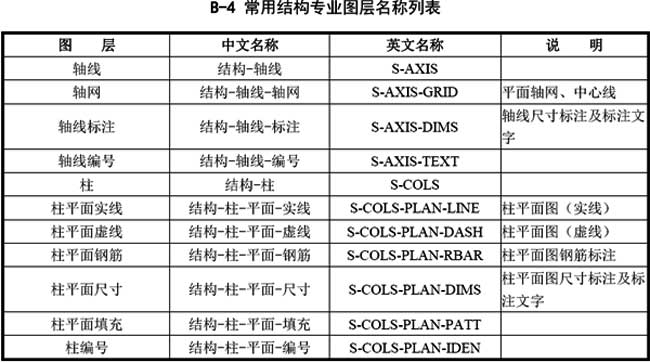 B-4 常用结构专业图层名称列表
图 层 中文名称 英文名称 说 明
轴线 结构-轴线 S-AXIS
轴网 结构-轴线-轴网 S-AXIS-GRID 平面轴网、中心线
轴线标注 结构-轴线-标注 S-AXIS-DIMS 轴线尺寸标注及标注文
字
轴线编号 结构-轴线-编号 S-AXIS-TEXT
柱 结构-柱 S-COLS
柱平面实线 结构-柱-平面-实线 S-COLS-PLAN-LINE 柱平面图（实线）
柱平面虚线 结构-柱-平面-虚线 S-COLS-PLAN-DASH 柱平面图（虚线）
柱平面钢筋 结构-柱-平面-钢筋 S-COLS-PLAN-RBAR 柱平面图钢筋标注
柱平面尺寸 结构-柱-平面-尺寸 S-COLS-PLAN-DIMS 柱平面图尺寸标注及标
注文字
柱平面填充 结构-柱-平面-填充 S-COLS-PLAN-PATT
柱编号 结构-柱-平面-编号 S-COLS-PLAN-IDEN